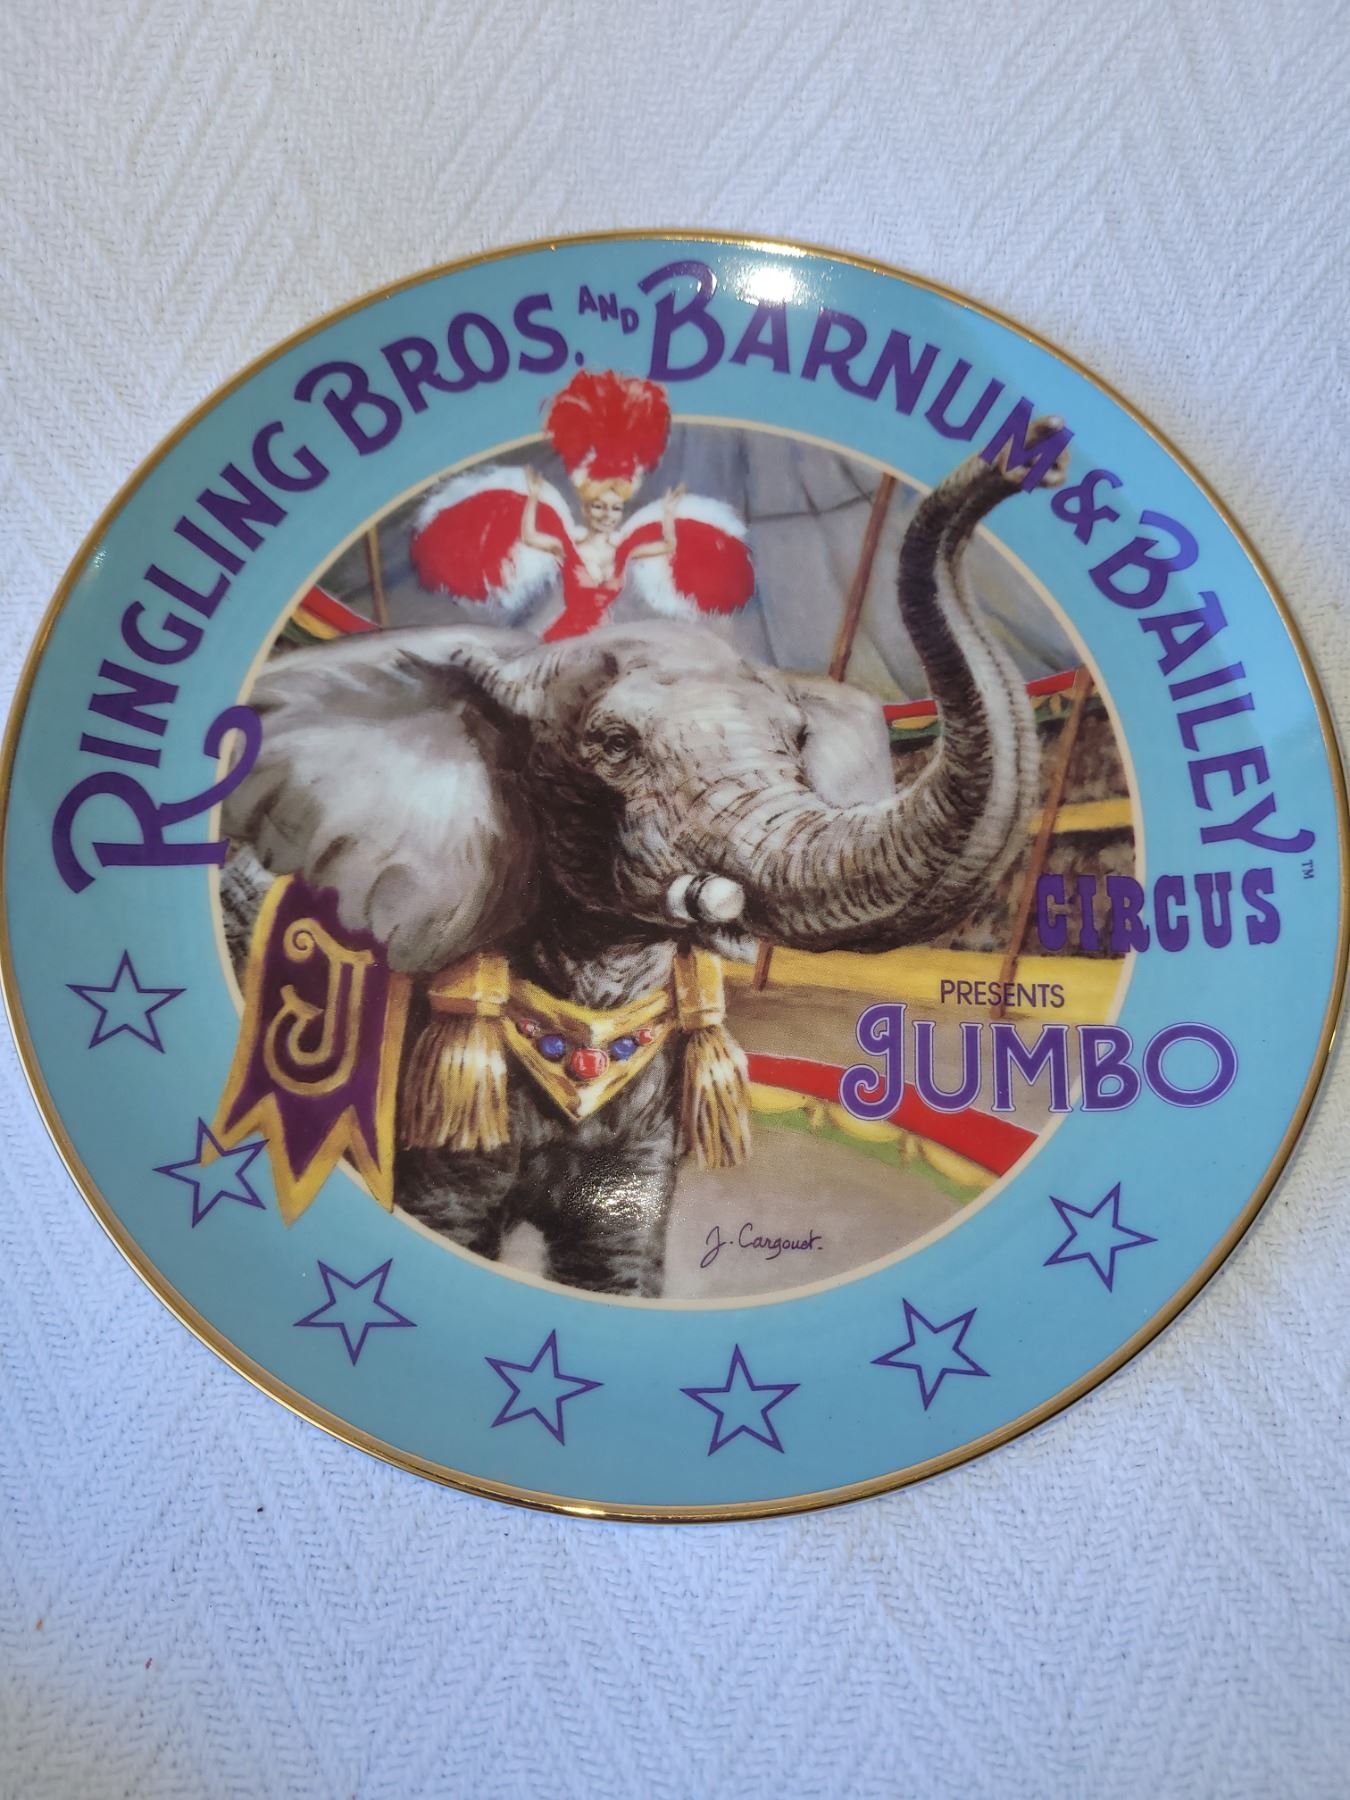 RINGLING BROS. AND BARNUM & BAILEY™
CIRCUS
PRESENTS
JUMBO
J
J. Cargouet.